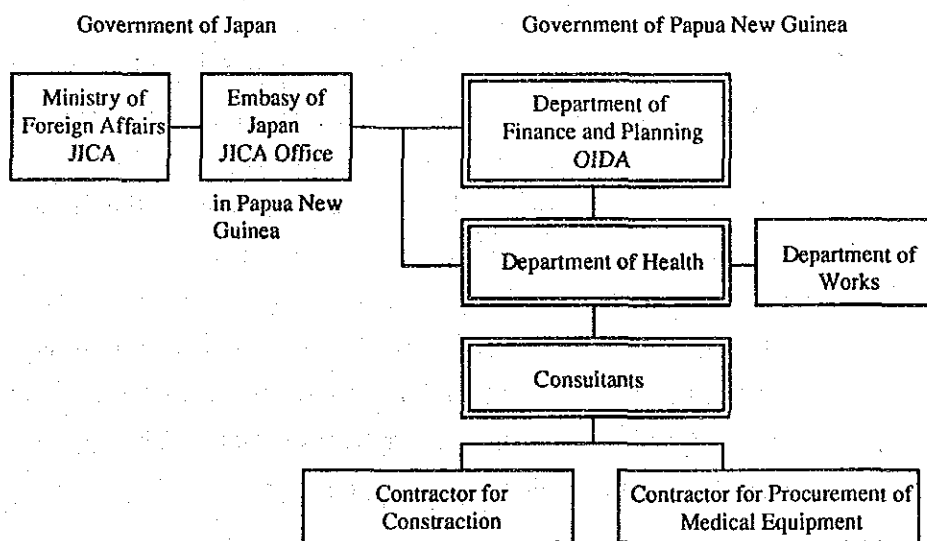 Government of Japan
Government of Papua New Guinea
Ministry of
Foreign Affairs
JICA
Embasy of
Japan
JICA Office
in Papua New
Guinea
Department of
Finance and Planning
OIDA
Department of Health
Department of
Works
Consultants
Contractor for
Constraction
Contractor for Procurement of
Medical Equipment